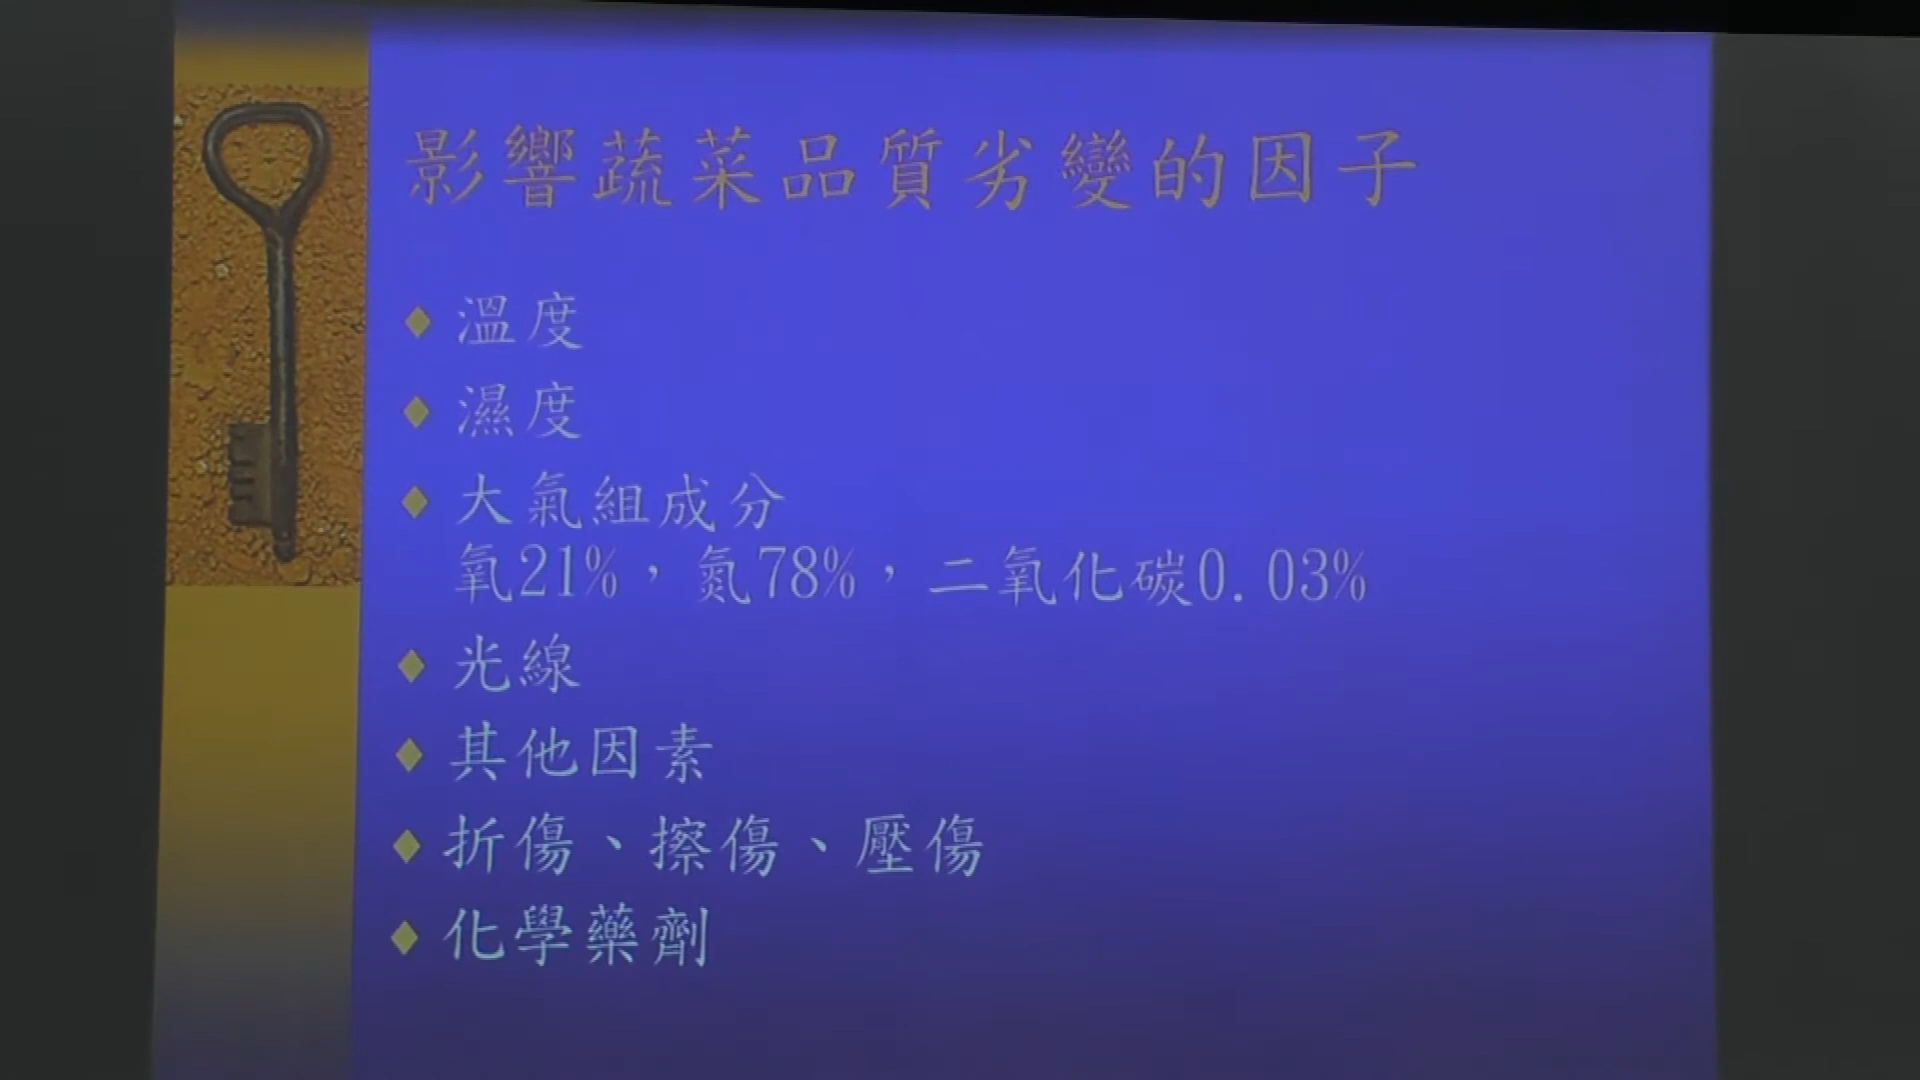 影響蔬菜品質劣變的因子
溫度
濕度
大氣組成分
氧21%，氮78%，二氧化碳0.03%
光線
其他因素
折傷、擦傷、壓傷
化學藥劑